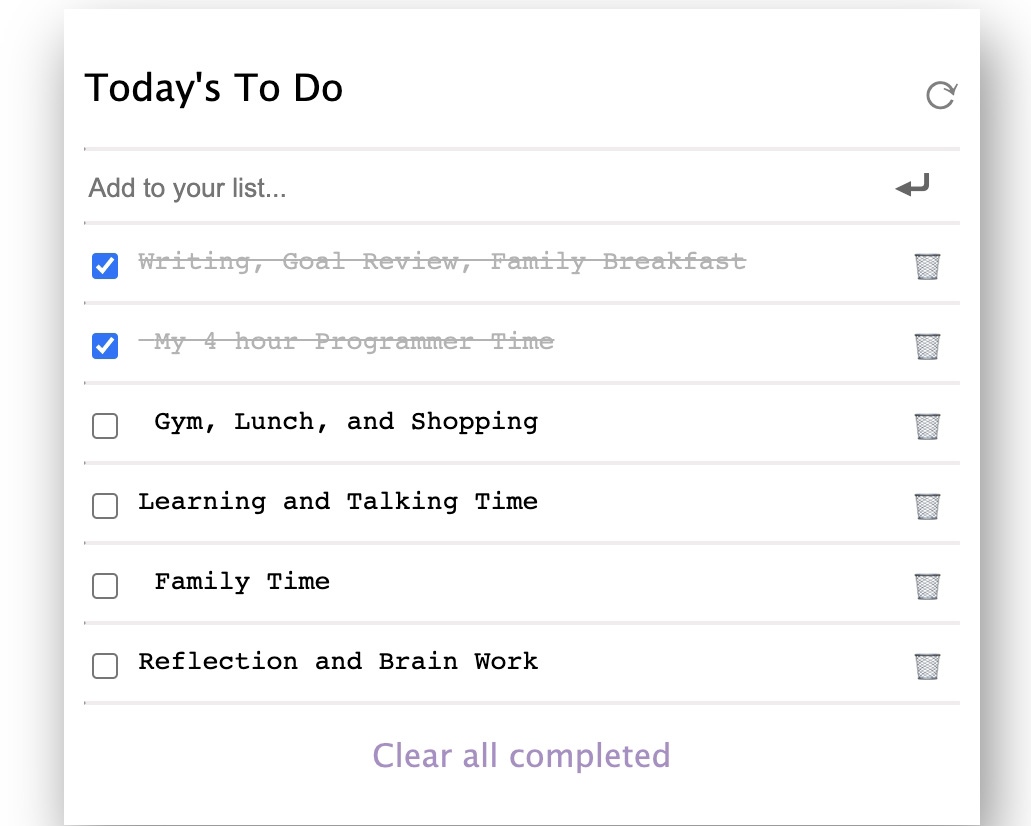 Today's To Do
Add to your list...
Writing, Goal Review, Family Breakfast
My 4 hour Programmer Time
Gym, Lunch, and Shopping
Learning and Talking Time
Family Time
Reflection and Brain Work
Clear all completed